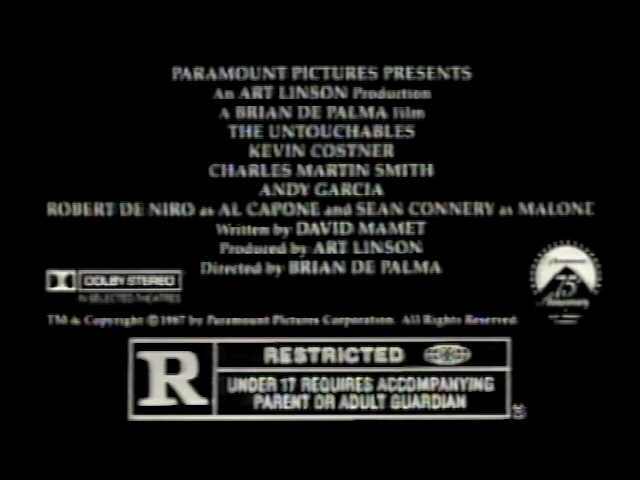 PARAMOUNT PICTURES PRESENTS
An ART LINSON Production
A BRIAN DE PALMA film
THE UNTOUCHABLES
KEVIN COSTNER
CHARLES MARTIN SMITH
ANDY GARCIA
ROBERT DE NIRO as AL CAPONE and SEAN CONNERY as MALONE
Written by DAVID MAMET
Produced by ART LINSON
Directed by BRIAN DE PALMA
DOLBY STEREO
IN SELECTED THEATRES
Paramount
75
Anniversary
TM & Copyright © 1987 by Paramount Pictures Corporation. All Rights Reserved.
R
RESTRICTED
UNDER 17 REQUIRES ACCOMPANYING
PARENT OR ADULT GUARDIAN